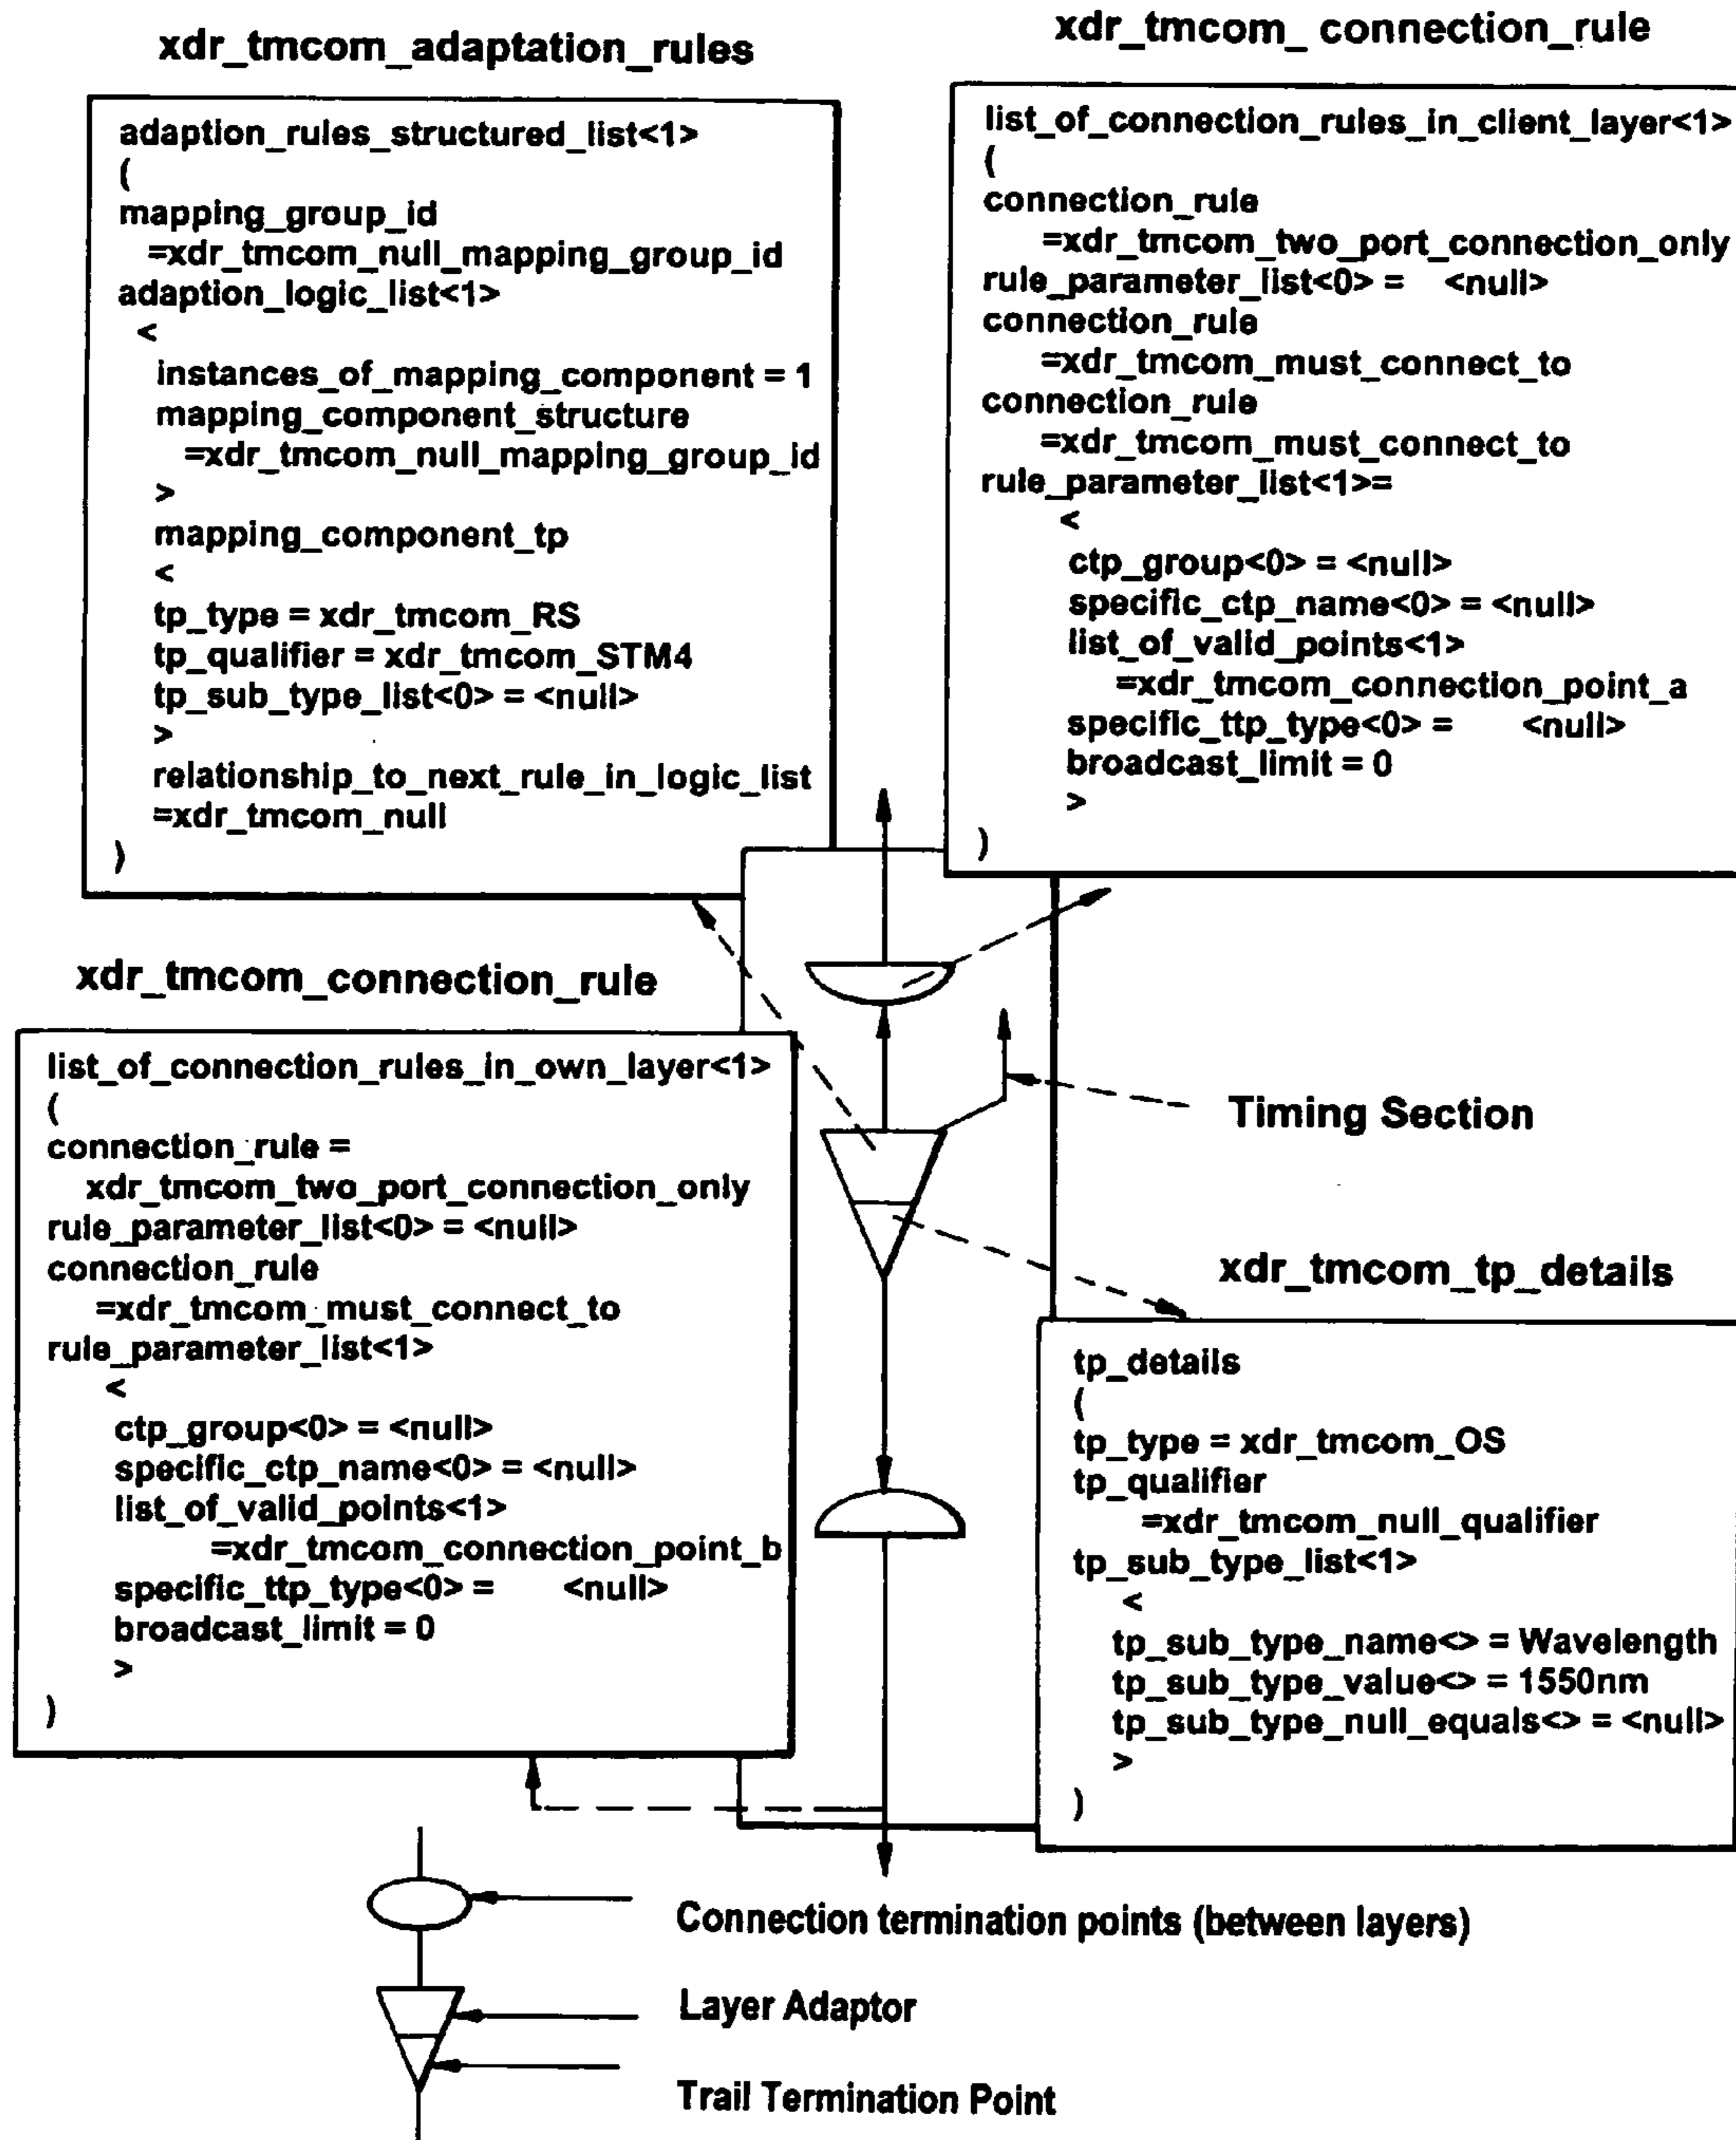 xdr_tmcom_adaptation_rules
adaption_rules_structured_list<1>
(
mapping_group_id
=xdr_tmcom_null_mapping_group_id
adaption_logic_list<1>
<
instances_of_mapping_component = 1
mapping_component_structure
=xdr_tmcom_null_mapping_group_id
>
mapping_component_tp
<
tp_type = xdr_tmcom_RS
tp_qualifier = xdr_tmcom_STM4
tp_sub_type_list<0> = <null>
>
relationship_to_next_rule_in_logic_list
=xdr_tmcom_null
)
xdr_tmcom_ connection_rule
list_of_connection_rules_in_client_layer<1>
(
connection_rule
=xdr_tmcom_two_port_connection_only
rule_parameter_list<0> = <null>
connection_rule
=xdr_tmcom_must_connect_to
connection_rule
=xdr_tmcom_must_connect_to
rule_parameter_list<1>=
<
ctp_group<0> = <null>
specific_ctp_name<0> = <null>
list_of_valid_points<1>
=xdr_tmcom_connection_point_a
specific_ttp_type<0> = <null>
broadcast_limit = 0
>
)
xdr_tmcom_connection_rule
list_of_connection_rules_in_own_layer<1>
(
connection_rule =
xdr_tmcom_two_port_connection_only
rule_parameter_list<0> = <null>
connection_rule
=xdr_tmcom_must_connect_to
rule_parameter_list<1>
<
ctp_group<0> = <null>
specific_ctp_name<0> = <null>
list_of_valid_points<1>
=xdr_tmcom_connection_point_b
specific_ttp_type<0> = <null>
broadcast_limit = 0
>
)
Timing Section
xdr_tmcom_tp_details
tp_details
(
tp_type = xdr_tmcom_OS
tp_qualifier
=xdr_tmcom_null_qualifier
tp_sub_type_list<1>
<
tp_sub_type_name<> = Wavelength
tp_sub_type_value<> = 1550nm
tp_sub_type_null_equals<> = <null>
>
)
Connection termination points (between layers)
Layer Adaptor
Trail Termination Point